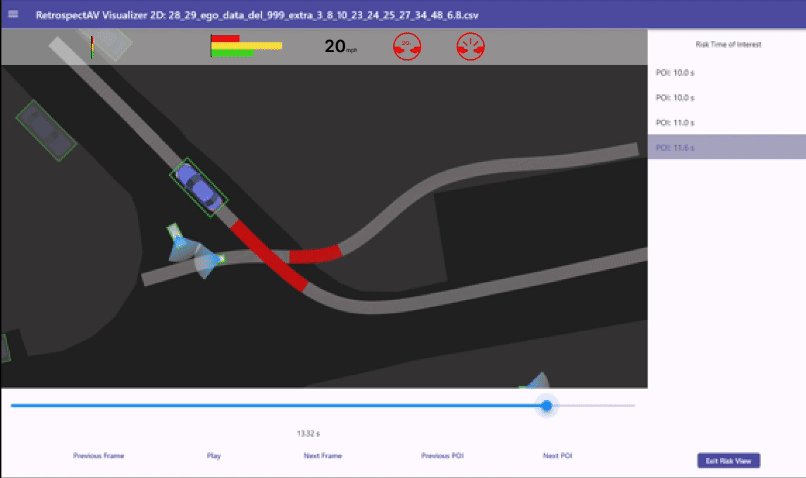 RetrospectAV Visualizer 2D: 28_29_ego_data_del_999_extra_3_8_10_23_24_25_27_34_48_6.8.csv
20 mph
20
Risk Time of Interest
POI: 10.0 s
POI: 10.0 s
POI: 11.0 s
POI: 11.6 s
13.32 s
Previous Frame
Play
Next Frame
Previous POI
Next POI
Exit Risk View